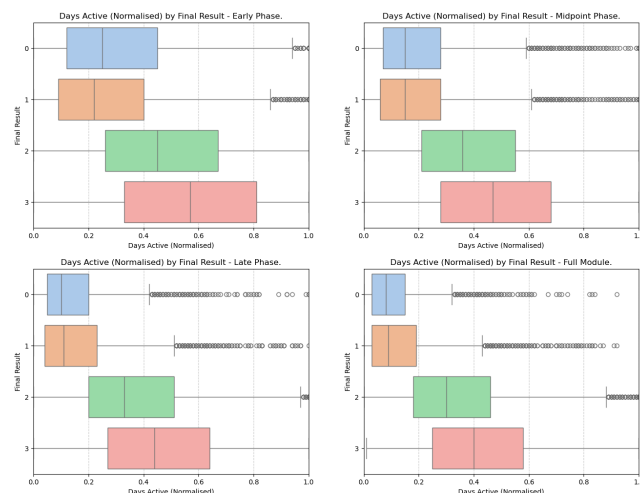 Days Active (Normalised) by Final Result - Early Phase.
Final Result
0
1
2
3
0.0 0.2 0.4 0.6 0.8 1.0
Days Active (Normalised)
Days Active (Normalised) by Final Result - Midpoint Phase.
Final Result
0
1
2
3
0.0 0.2 0.4 0.6 0.8 1.0
Days Active (Normalised)
Days Active (Normalised) by Final Result - Late Phase.
Final Result
0
1
2
3
0.0 0.2 0.4 0.6 0.8 1.0
Days Active (Normalised)
Days Active (Normalised) by Final Result - Full Module.
Final Result
0
1
2
3
0.0 0.2 0.4 0.6 0.8 1.0
Days Active (Normalised)